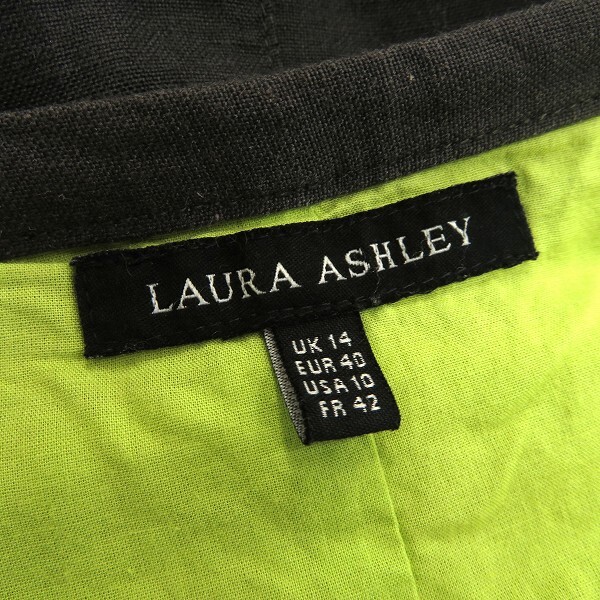 LAURA ASHLEY
UK 14
EUR 40
USA 10
FR 42